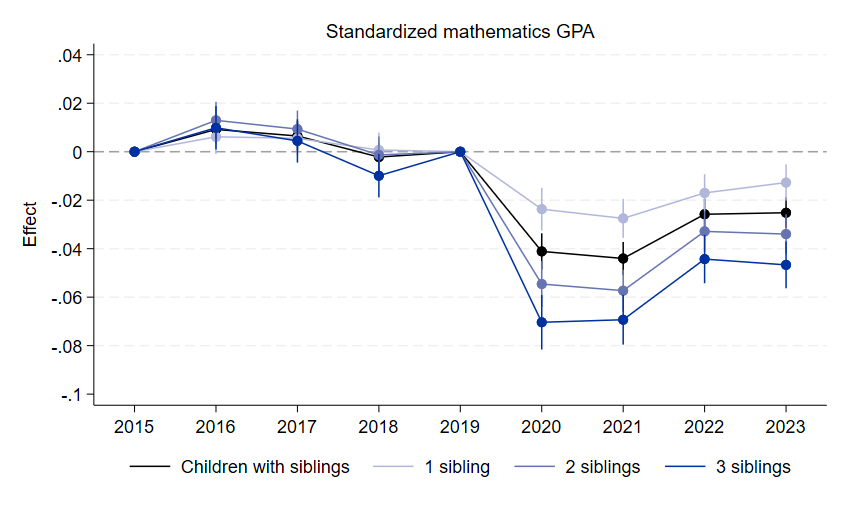 Standardized mathematics GPA
.04
.02
0
-.02
-.04
-.06
-.08
-.1
Effect
2015 2016 2017 2018 2019 2020 2021 2022 2023
Children with siblings 1 sibling 2 siblings 3 siblings